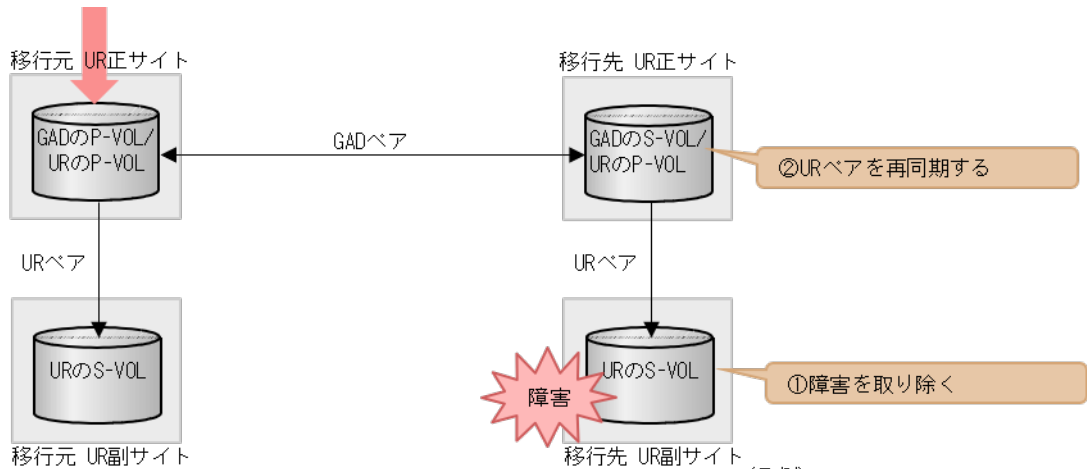 移行元 UR正サイト
移行先 UR正サイト
GADのP-VOL/
URのP-VOL
GADペア
GADのS-VOL/
URのP-VOL
②URペアを再同期する
URペア
URペア
URのS-VOL
障害
URのS-VOL
①障害を取り除く
移行元 UR副サイト
移行先 UR副サイト